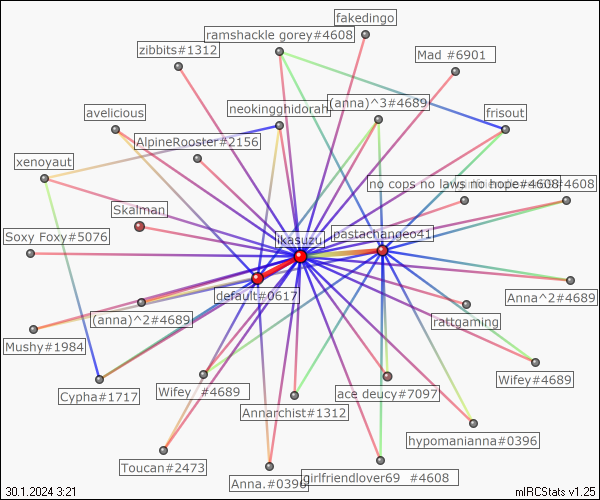 fakedingo
ramshackle gorey#4608
zibbits#1312
Mad #6901
avelicious
neokingghidorah
(anna)^3#4689
frisout
AlpineRooster#2156
xenoyaut
no cops no laws no hope#4608
#4608
Skalman
ikasuzu
pastachangeo41
Soxy Foxy#5076
default#0617
Anna^2#4689
(anna)^2#4689
rattgaming
Mushy#1984
Cypha#1717
Wifey #4689
ace deucy#7097
Wifey#4689
Annarchist#1312
hypomanianna#0396
Toucan#2473
Anna.#0396
girlfriendlover69 #4608
30.1.2024 3:21
mIRCStats v1.25